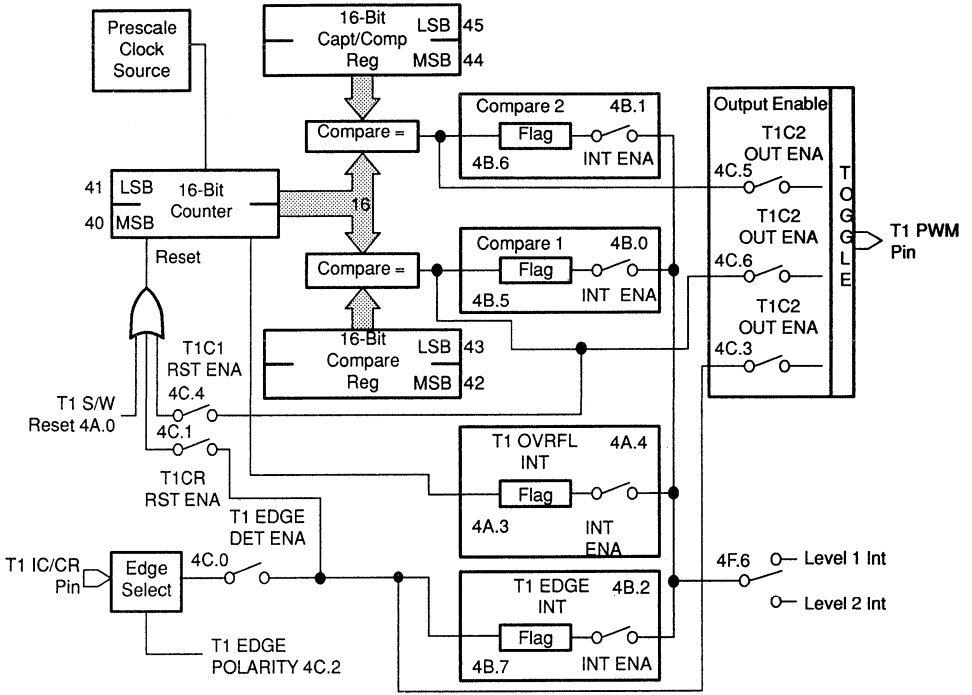 Prescale
Clock
Source
16-Bit
Capt/Comp
Reg
LSB 45
MSB 44
Compare =
Compare 2 4B.1
Flag
4B.6 INT ENA
41 LSB
40 MSB
16-Bit
Counter
16
Reset
Compare =
Compare 1 4B.0
Flag
4B.5 INT ENA
16-Bit
Compare
Reg
LSB 43
MSB 42
Output Enable
T1C2
OUT ENA
4C.5
T1C2
OUT ENA
4C.6
T1C2
OUT ENA
4C.3
TOGGLE
T1 PWM
Pin
T1C1
RST ENA
4C.4
T1 S/W
Reset 4A.0
4C.1
T1CR
RST ENA
T1 OVRFL
INT
4A.4
Flag
4A.3
INT
ENA
T1 EDGE
DET ENA
T1 IC/CR
Pin
Edge
Select
4C.0
T1 EDGE
POLARITY 4C.2
T1 EDGE
INT
4B.2
Flag
4B.7 INT ENA
4F.6
Level 1 Int
Level 2 Int